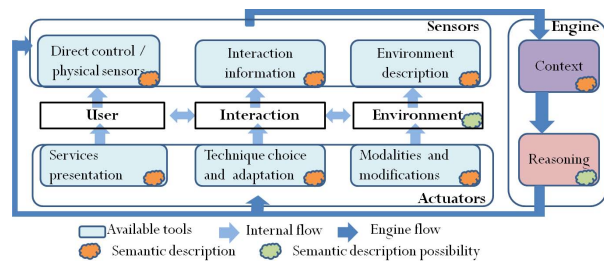 Sensors
Engine
Direct control /
physical sensors
Interaction
information
Environment
description
Context
User
Interaction
Environment
Services
presentation
Technique choice
and adaptation
Modalities and
modifications
Reasoning
Actuators
Available tools
Internal flow
Engine flow
Semantic description
Semantic description possibility